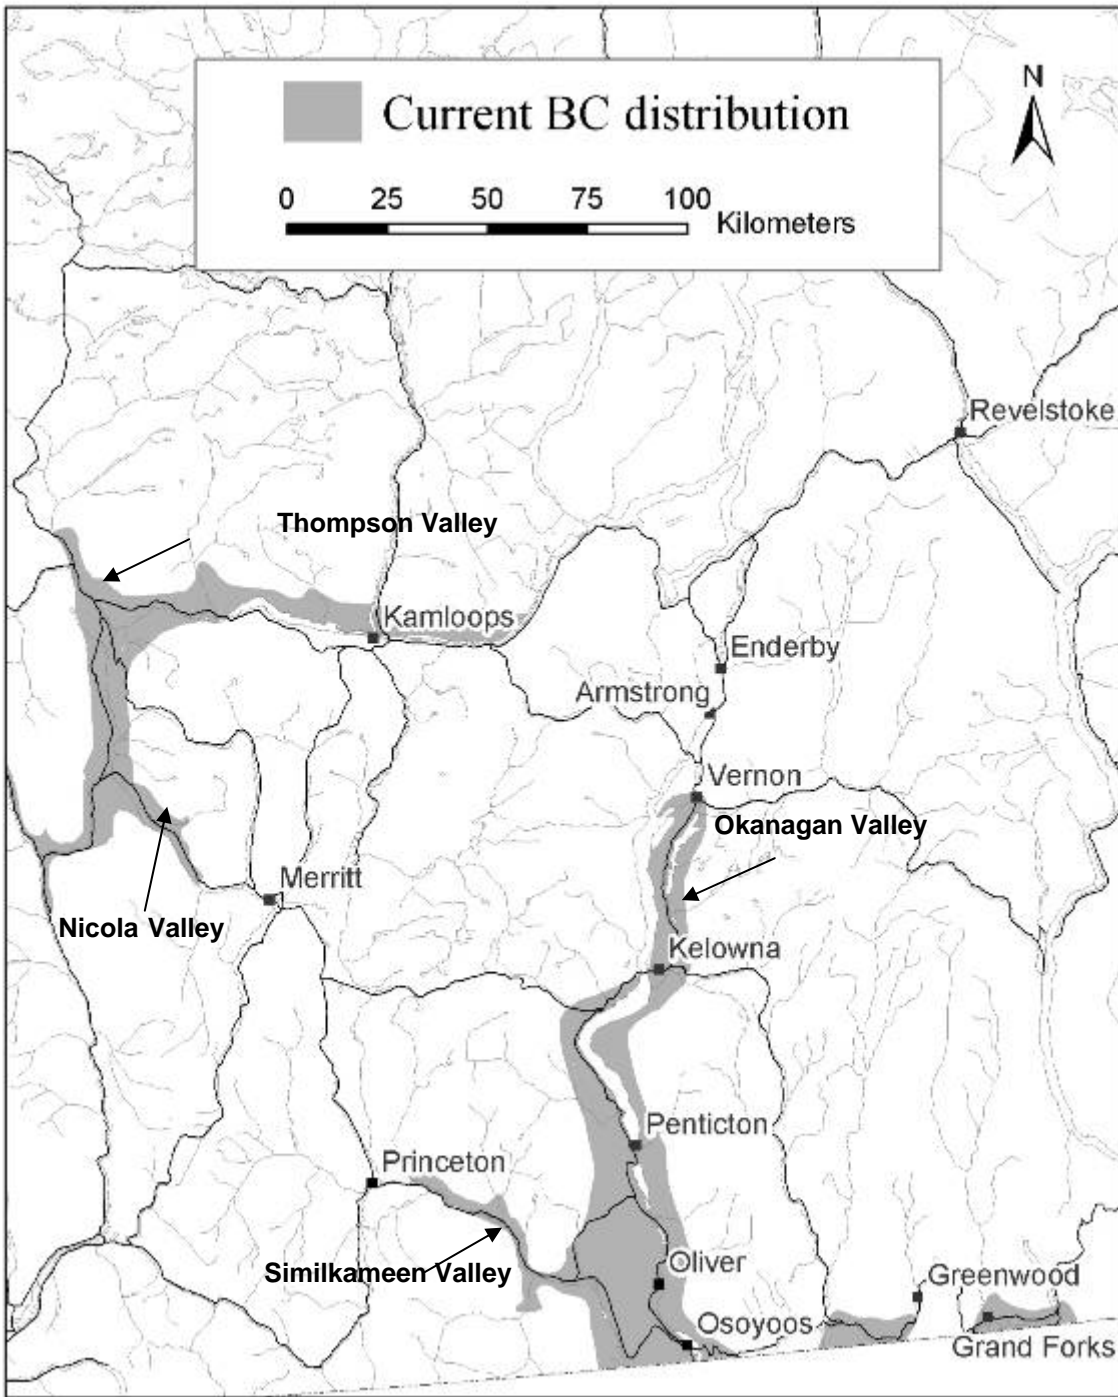 Current BC distribution
N
0 25 50 75 100 Kilometers
Revelstoke
Thompson Valley
Kamloops
Enderby
Armstrong
Vernon
Okanagan Valley
Merritt
Nicola Valley
Kelowna
Penticton
Princeton
Similkameen Valley
Oliver
Greenwood
Osoyoos
Grand Forks